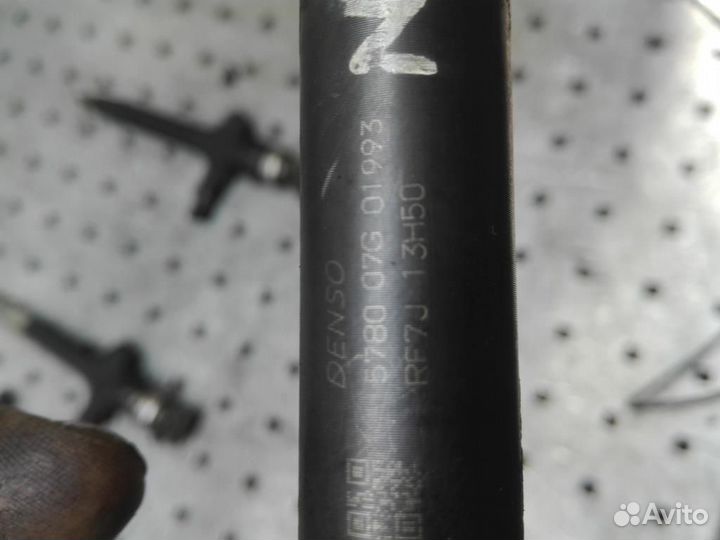 N
DENSO
5780 07G 01993
RF7J 13H50
Avito